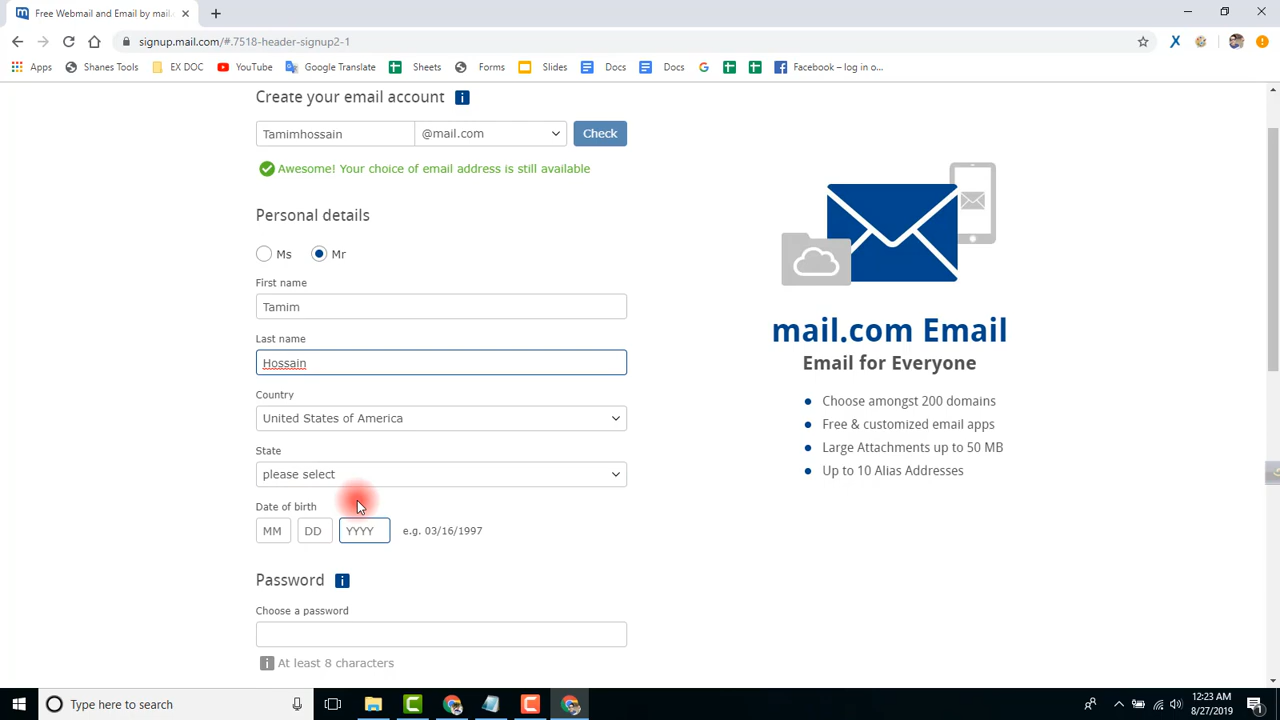 Free Webmail and Email by mail.
signup.mail.com/#.7518-header-signup2-1
Apps
Shanes Tools
EX DOC
YouTube
Google Translate
Sheets
Forms
Slides
Docs
Docs
Facebook – log in o...
Create your email account
Tamimhossain
@mail.com
Check
Awesome! Your choice of email address is still available
Personal details
Ms
Mr
First name
Tamim
Last name
Hossain
Country
United States of America
State
please select
Date of birth
MM
DD
YYYY
e.g. 03/16/1997
Password
Choose a password
At least 8 characters
mail.com Email
Email for Everyone
Choose amongst 200 domains
Free & customized email apps
Large Attachments up to 50 MB
Up to 10 Alias Addresses
Type here to search
12:23 AM
8/27/2019